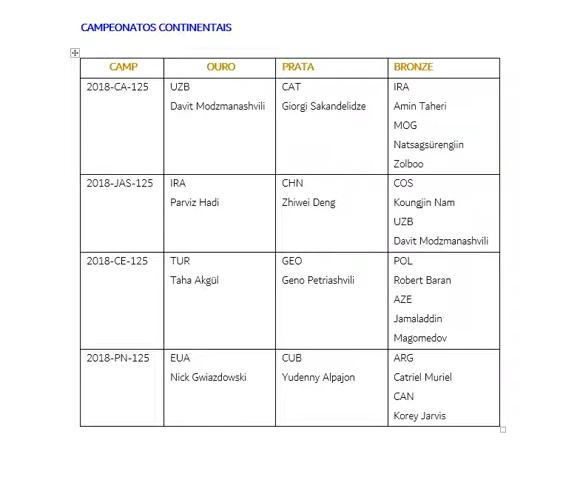 CAMPEONATOS CONTINENTAIS
CAMP OURO PRATA BRONZE
2018-CA-125 UZB CAT IRA
Davit Modzmanashvili Giorgi Sakandelidze Amin Taheri
MOG
Natsagsürengiin
Zolboo
2018-JAS-125 IRA CHN COS
Parviz Hadi Zhiwei Deng Koungjin Nam
UZB
Davit Modzmanashvili
2018-CE-125 TUR GEO POL
Taha Akgül Geno Petriashvili Robert Baran
AZE
Jamaladdin
Magomedov
2018-PN-125 EUA CUB ARG
Nick Gwiazdowski Yudenny Alpajon Catriel Muriel
CAN
Korey Jarvis